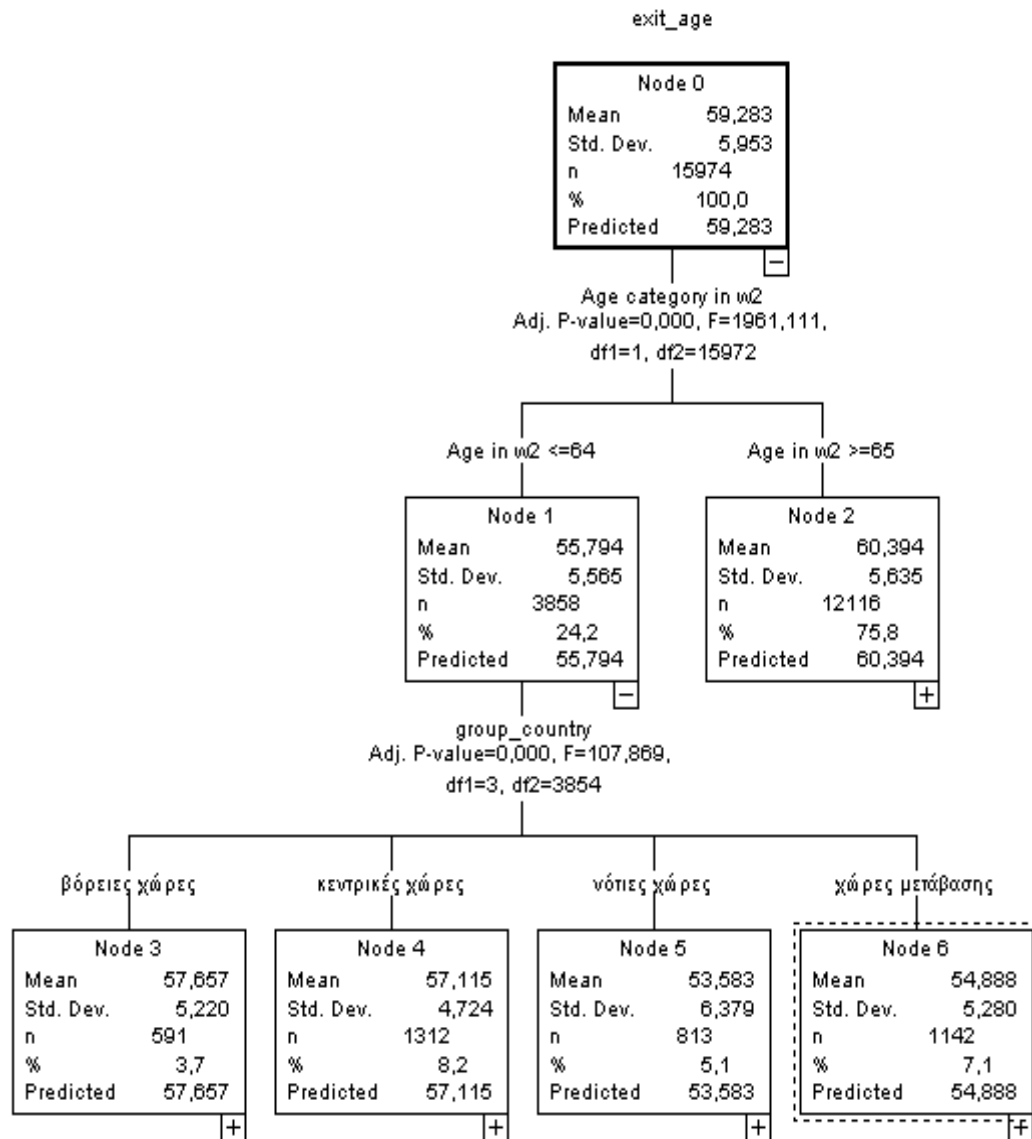 exit_age
Node 0
Mean 59,283
Std. Dev. 5,953
n 15974
% 100,0
Predicted 59,283
Age category in w2
Adj. P-value=0,000, F=1961,111,
df1=1, df2=15972
Age in w2 <=64
Age in w2 >=65
Node 1
Mean 55,794
Std. Dev. 5,565
n 3858
% 24,2
Predicted 55,794
Node 2
Mean 60,394
Std. Dev. 5,635
n 12116
% 75,8
Predicted 60,394
group_country
Adj. P-value=0,000, F=107,869,
df1=3, df2=3854
βόρειες χώρες
κεντρικές χώρες
νότιες χώρες
χώρες μετάβασης
Node 3
Mean 57,657
Std. Dev. 5,220
n 591
% 3,7
Predicted 57,657
Node 4
Mean 57,115
Std. Dev. 4,724
n 1312
% 8,2
Predicted 57,115
Node 5
Mean 53,583
Std. Dev. 6,379
n 813
% 5,1
Predicted 53,583
Node 6
Mean 54,888
Std. Dev. 5,280
n 1142
% 7,1
Predicted 54,888